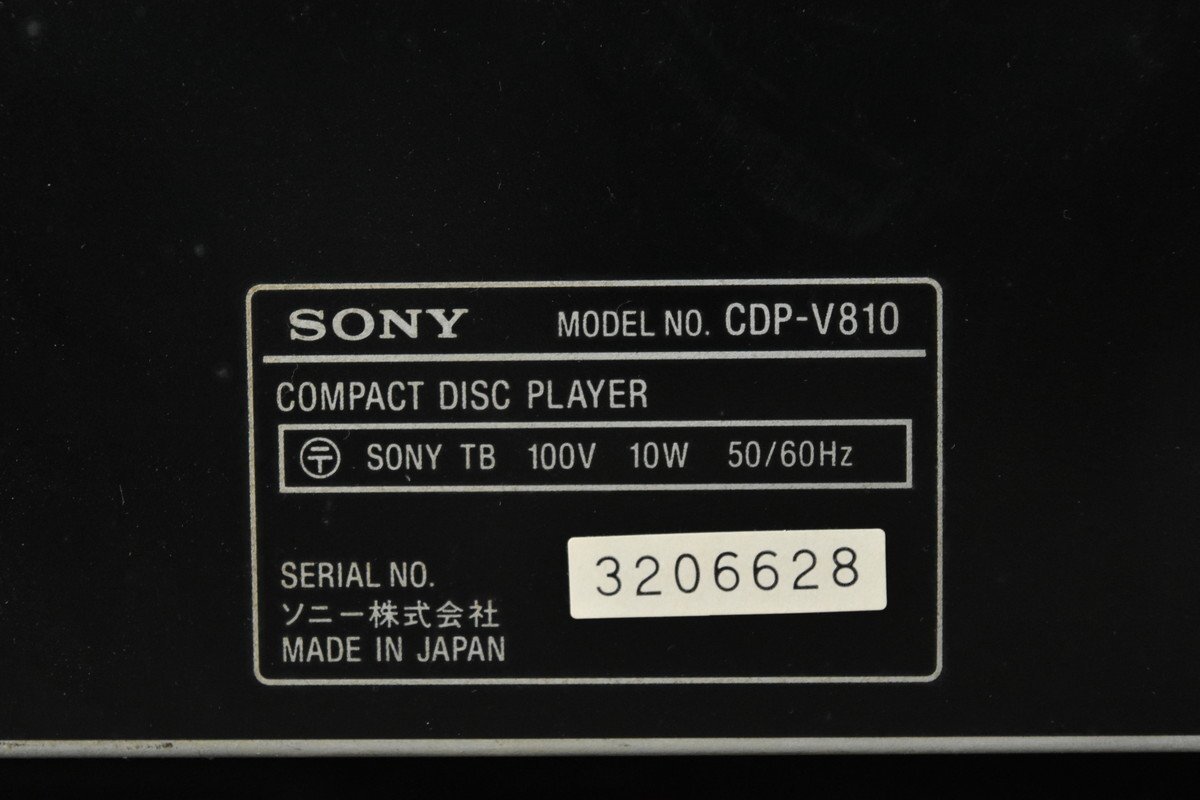 SONY MODEL NO. CDP-V810
COMPACT DISC PLAYER
〒 SONY TB 100V 10W 50/60Hz
SERIAL NO. 3206628
ソニー株式会社
MADE IN JAPAN